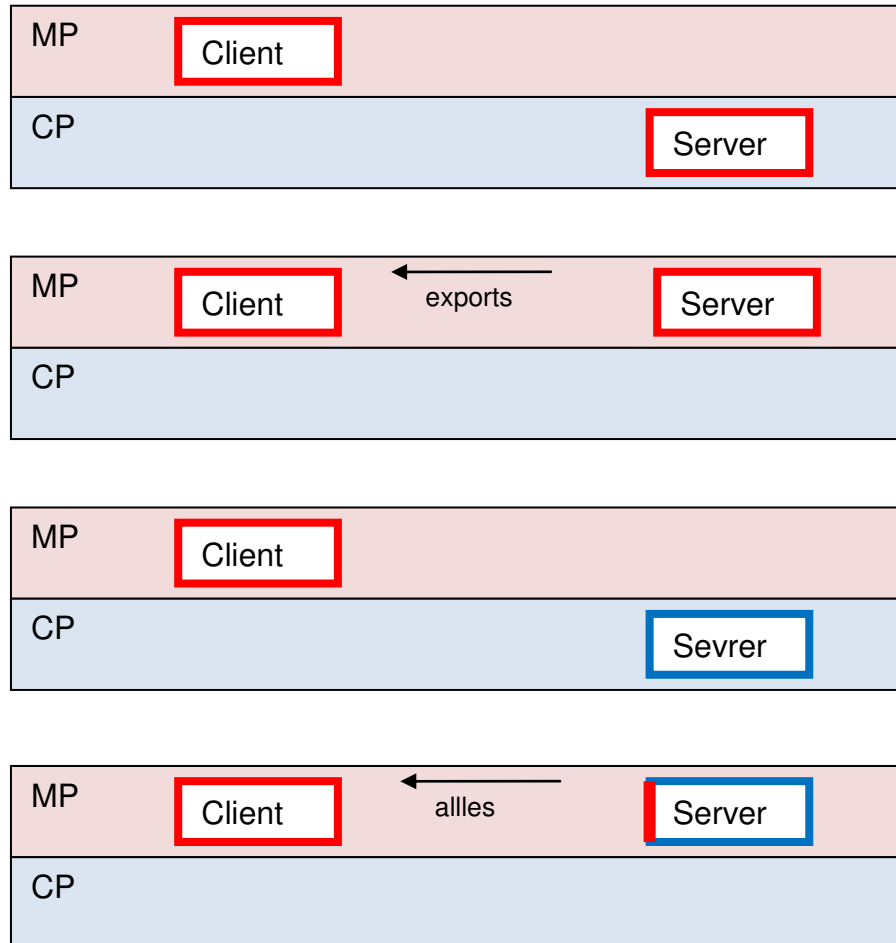 MP
Client
CP
Server
MP
Client
exports
Server
CP
MP
Client
CP
Sevrer
MP
Client
allles
Server
CP